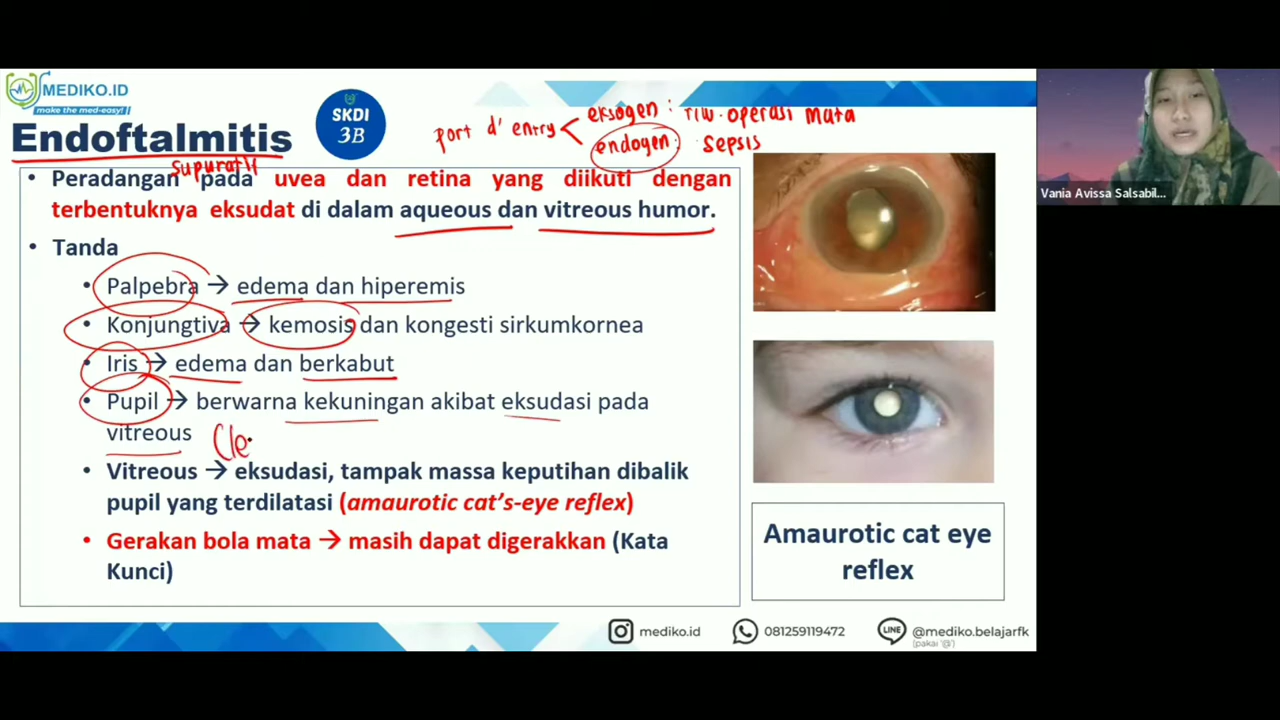 MEDIKO.ID
make the med-easy!
SKDI
3B
Endoftalmitis
port d' entry < eksogen : riw. operasi mata
endogen : sepsis
supuratif
• Peradangan pada uvea dan retina yang diikuti dengan
terbentuknya eksudat di dalam aqueous dan vitreous humor.
• Tanda
• Palpebra → edema dan hiperemis
• Konjungtiva → kemosis dan kongesti sirkumkornea
• Iris → edema dan berkabut
• Pupil → berwarna kekuningan akibat eksudasi pada
vitreous (le
• Vitreous → eksudasi, tampak massa keputihan dibalik
pupil yang terdilatasi (amaurotic cat's-eye reflex)
• Gerakan bola mata → masih dapat digerakkan (Kata
Kunci)
Amaurotic cat eye
reflex
mediko.id
081259119472
LINE
@mediko.belajarfk
(pakai '@')
Vania Avissa Salsabil...